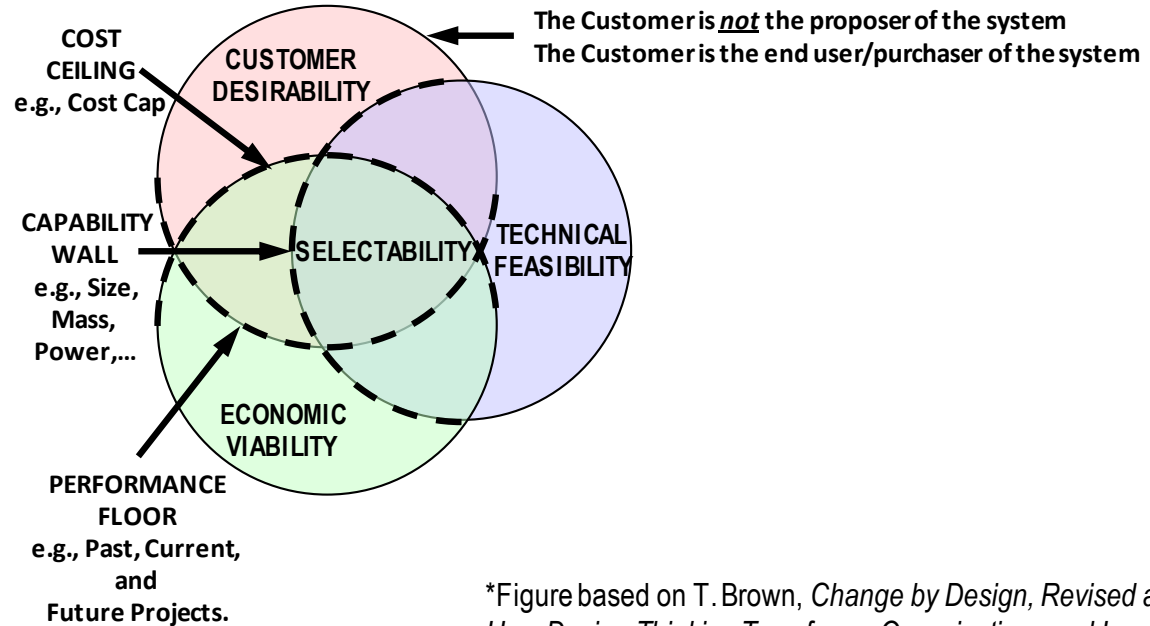 The Customer is not the proposer of the system
The Customer is the end user/purchaser of the system
COST
CEILING
e.g., Cost Cap
CUSTOMER
DESIRABILITY
CAPABILITY
WALL
e.g., Size,
Mass,
Power,...
SELECTABILITY
TECHNICAL
FEASIBILITY
ECONOMIC
VIABILITY
PERFORMANCE
FLOOR
e.g., Past, Current,
and
Future Projects.
*Figure based on T. Brown, Change by Design, Revised